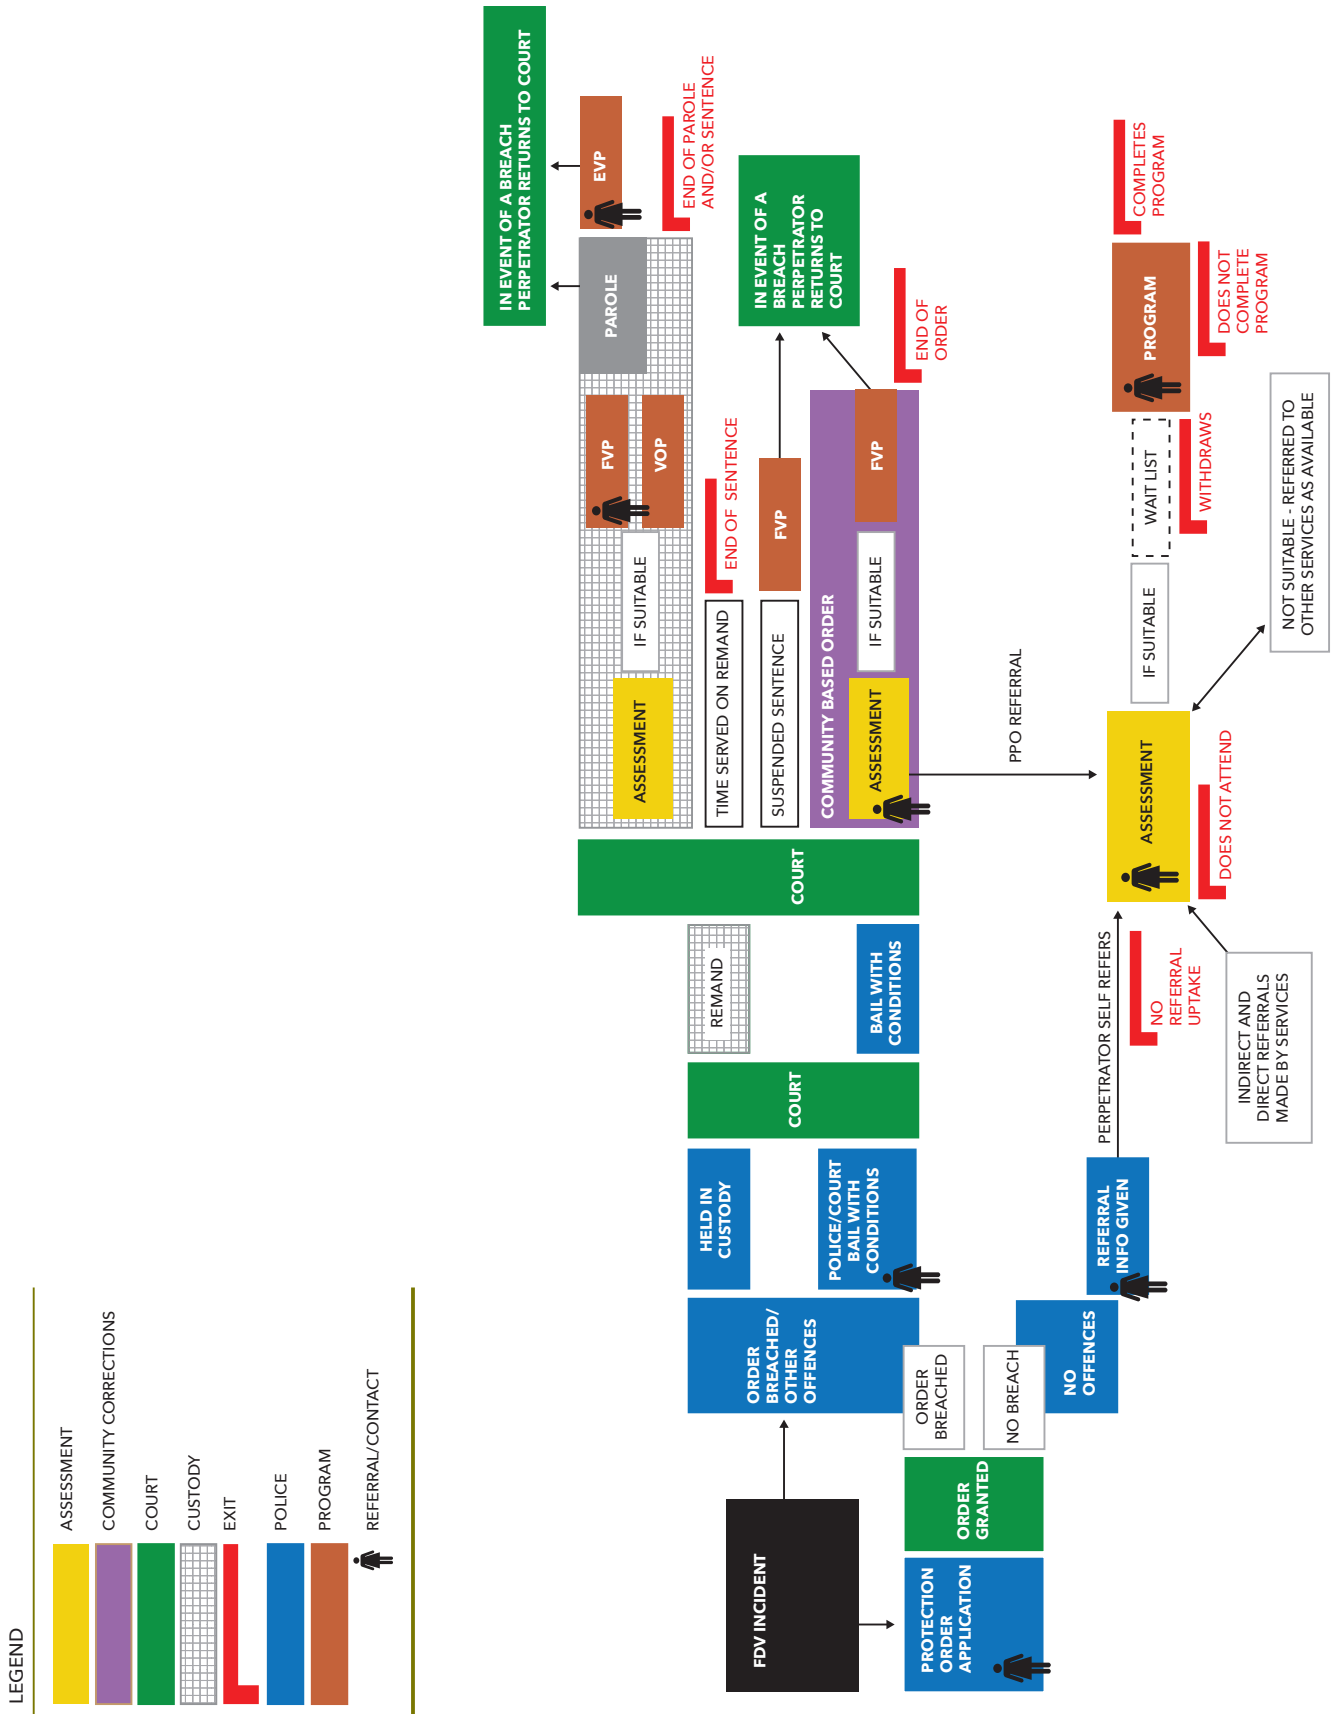 LEGEND
ASSESSMENT
COMMUNITY CORRECTIONS
COURT
CUSTODY
EXIT
POLICE
PROGRAM
REFERRAL/CONTACT
FDV INCIDENT
PROTECTION
ORDER
APPLICATION
ORDER
GRANTED
ORDER
BREACHED
NO BREACH
ORDER
BREACHED/
OTHER
OFFENCES
NO
OFFENCES
HELD IN
CUSTODY
POLICE/COURT
BAIL WITH
CONDITIONS
REFERRAL
INFO GIVEN
COURT
REMAND
BAIL WITH
CONDITIONS
COURT
PERPETRATOR SELF REFERS
NO
REFERRAL
UPTAKE
INDIRECT AND
DIRECT REFERRALS
MADE BY SERVICES
ASSESSMENT
IF SUITABLE
FVP
VOP
PAROLE
EVP
IN EVENT OF A BREACH
PERPETRATOR RETURNS TO COURT
END OF PAROLE
AND/OR SENTENCE
TIME SERVED ON REMAND
END OF SENTENCE
SUSPENDED SENTENCE
FVP
IN EVENT OF A
BREACH
PERPETRATOR
RETURNS TO
COURT
COMMUNITY BASED ORDER
ASSESSMENT
IF SUITABLE
FVP
END OF
ORDER
PPO REFERRAL
ASSESSMENT
DOES NOT ATTEND
IF SUITABLE
WAIT LIST
WITHDRAWS
PROGRAM
COMPLETES
PROGRAM
DOES NOT
COMPLETE
PROGRAM
NOT SUITABLE - REFERRED TO
OTHER SERVICES AS AVAILABLE